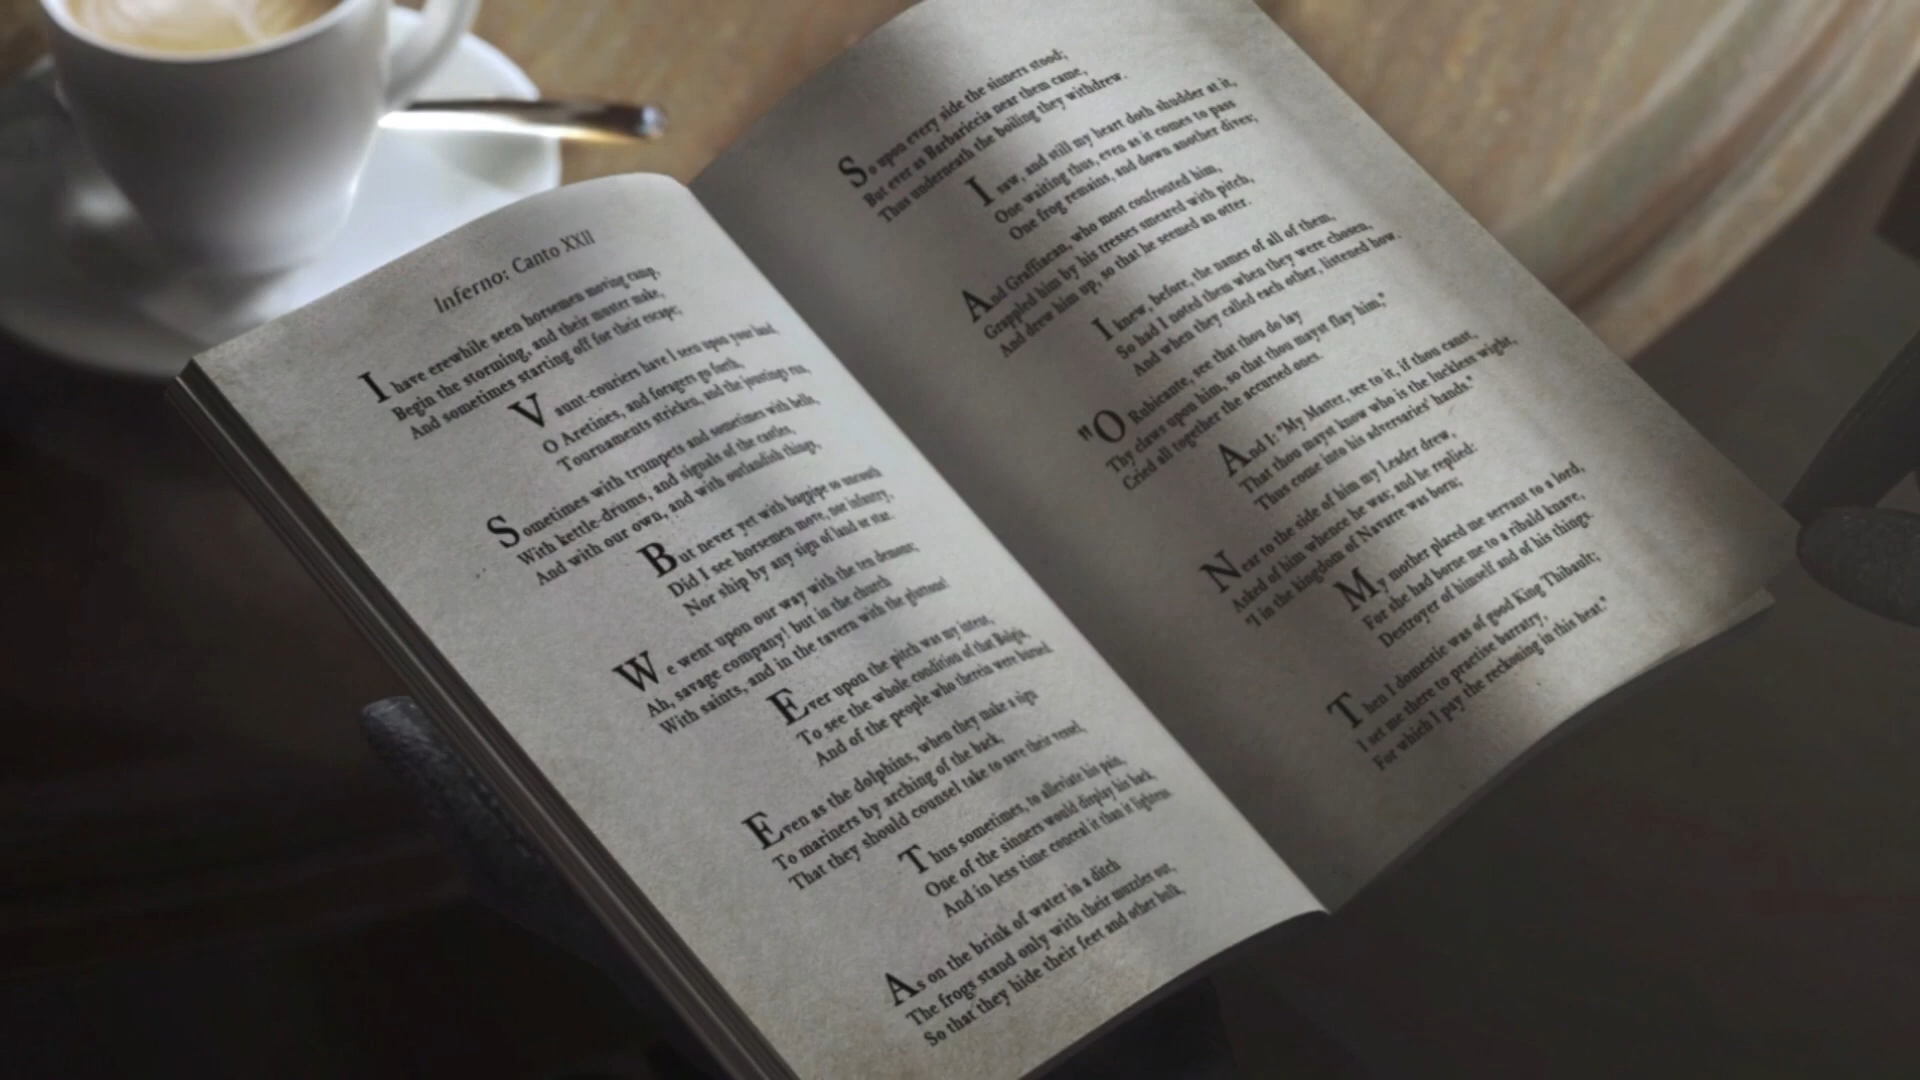 Inferno: Canto XXII
I have erewhile seen horsemen moving camp,
Begin the storming, and their muster make,
And sometimes starting off for their escape;
Vaunt-couriers have I seen upon your land,
O Aretines, and foragers go forth,
Tournaments stricken, and the joustings run,
Sometimes with trumpets and sometimes with bells,
With kettle-drums, and signals of the castles,
And with our own, and with outlandish things,
But never yet with bagpipe so uncouth
Did I see horsemen move, nor infantry,
Nor ship by any sign of land or star.
We went upon our way with the ten demons;
Ah, savage company! but in the church
With saints, and in the tavern with the gluttons!
Ever upon the pitch was my intent,
To see the whole condition of that Bolgia,
And of the people who therein were burned.
Even as the dolphins, when they make a sign
To mariners by arching of the back,
That they should counsel take to save their vessel,
Thus sometimes, to alleviate his pain,
One of the sinners would display his back,
And in less time conceal it than it lightens.
As on the brink of water in a ditch
The frogs stand only with their muzzles out,
So that they hide their feet and other bulk,
So upon every side the sinners stood;
But ever as Barbariccia near them came,
Thus underneath the boiling they withdrew.
I saw, and still my heart doth shudder at it,
One waiting thus, even as it comes to pass
One frog remains, and down another dives;
And Graffiacan, who most confronted him,
Grappled him by his tresses smeared with pitch,
And drew him up, so that he seemed an otter.
I knew, before, the names of all of them,
So had I noted them when they were chosen,
And when they called each other, listened how.
"O Rubicante, see that thou do lay
Thy claws upon him, so that thou mayst flay him,"
Cried all together the accursed ones.
And I: "My Master, see to it, if thou canst,
That thou mayst know who is the luckless wight,
Thus come into his adversaries' hands."
Near to the side of him my Leader drew,
Asked of him whence he was; and he replied:
"I in the kingdom of Navarre was born;
My mother placed me servant to a lord,
For she had borne me to a ribald knave,
Destroyer of himself and of his things.
Then I domestic was of good King Thibault;
I set me there to practise barratry,
For which I pay the reckoning in this heat."